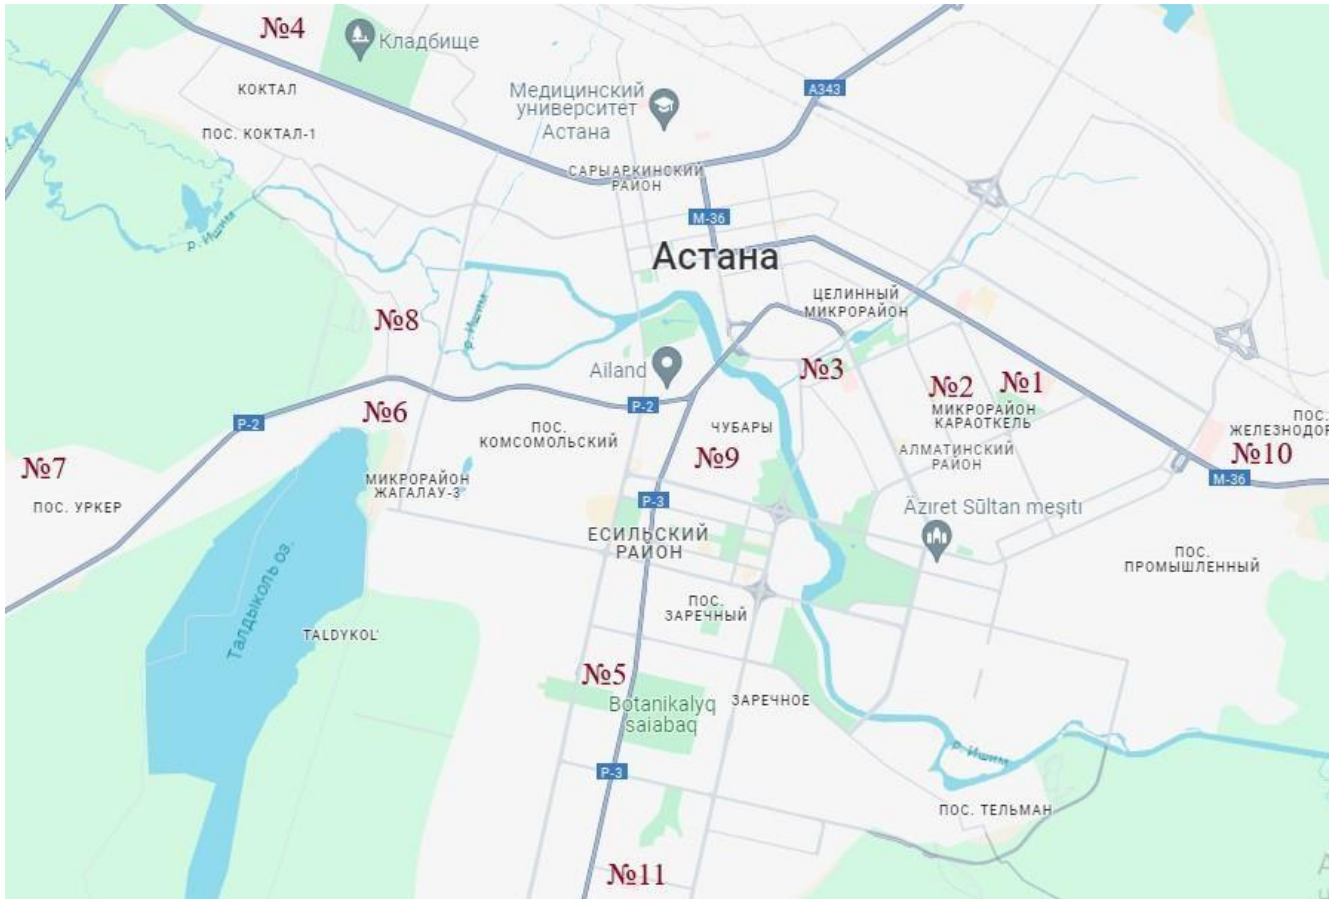 №4
Кладбище
КОКТАЛ
ПОС. КОКТАЛ-1
Медицинский
университет
Астана
A343
САРЫАРКИНСКИЙ
РАЙОН
M-36
р. Ишим
Астана
ЦЕЛИННЫЙ
МИКРОРАЙОН
№8
р. Ишим
Ailand
№3
№2
№1
МИКРОРАЙОН
КАРАОТКЕЛЬ
P-2
№6
P-2
ПОС.
КОМСОМОЛЬСКИЙ
ЧУБАРЫ
№9
АЛМАТИНСКИЙ
РАЙОН
ПОС.
ЖЕЛЕЗНОДОР
№10
M-36
№7
ПОС. УРКЕР
МИКРОРАЙОН
ЖАГАЛАУ-3
P-3
Äziret Sūltan meşıtı
ЕСИЛЬСКИЙ
РАЙОН
ПОС.
ПРОМЫШЛЕННЫЙ
Талдыколь оз.
TALDYKOL'
ПОС.
ЗАРЕЧНЫЙ
№5
Botanikalyq
saiabaq
ЗАРЕЧНОЕ
р. Ишим
P-3
ПОС. ТЕЛЬМАН
№11